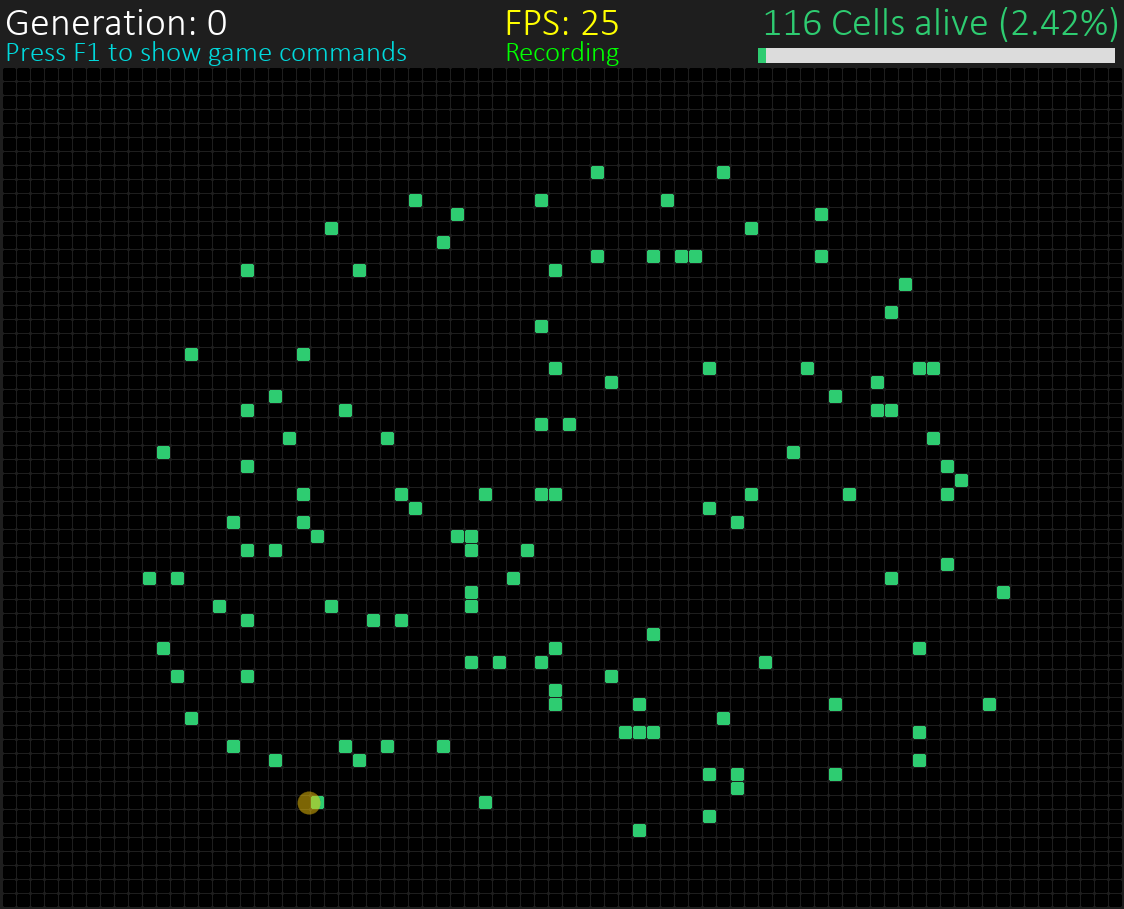 Generation: 0
FPS: 25
116 Cells alive (2.42%)
Press F1 to show game commands
Recording